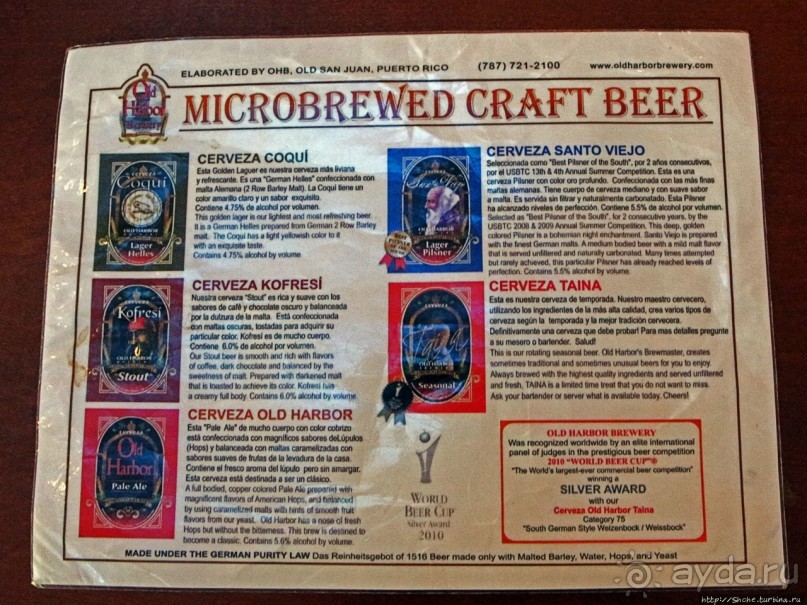 ELABORATED BY OHB, OLD SAN JUAN, PUERTO RICO (787) 721-2100 www.oldharborbrewery.com
Old
Harbor
Brewery
MICROBREWED CRAFT BEER
CERVEZA
Coquí
OLD HARBOR
Lager
Helles
CERVEZA COQUÍ
Esta Golden Laguer es nuestra cerveza más liviana
y refrescante. Es una "German Helles" confeccionada con
malta Alemana (2 Row Barley Malt). La Coquí tiene un
color amarillo claro y un sabor exquisito.
Contiene 4.75% de alcohol por volumen.
This golden lager is our lightest and most refreshing beer.
It is a German Helles prepared from German 2 Row Barley
malt. The Coqui has a light yellowish color to it
with an exquisite taste.
Contains 4.75% alcohol by volume
Kofresí
OLD HARBOR
Stout
CERVEZA KOFRESÍ
Nuestra cerveza "Stout" es rica y suave con los
sabores de café y chocolate oscuro y balanceada
por la dulzura de la malta. Está confeccionada
con maltas oscuras, tostadas para adquirir su
particular color. Kofresí es de mucho cuerpo.
Contiene 6.0% de alcohol por volumen.
Our Stout beer is smooth and rich with flavors
of coffee, dark chocolate and balanced by the
sweetness of malt. Prepared with darkened malt
that is toasted to achieve its color. Kofresí has
a creamy full body. Contains 6.0% alcohol by volume
CERVEZA
Old
Harbor
Pale Ale
CERVEZA OLD HARBOR
Esta "Pale Ale" de mucho cuerpo con color cobrizo
está confeccionada con magníficos sabores deLúpulos
(Hops) y balanceada con maltas caramelizadas con
sabores suaves de frutas de la levadura de la casa.
Contiene el fresco aroma del lúpulo pero sin amargar.
Esta cerveza está destinada a ser un clásico.
A full bodied, copper colored Pale Ale prepared with
magnificent flavors of American Hops, and balanced
by using caramelized malts with hints of smooth fruit
flavors from our yeast. Old Harbor has a nose of fresh
Hops but without the bitterness. This brew is destined to
become a classic. Contains 5.6% alcohol by volume.
Lager
Pilsner
CERVEZA SANTO VIEJO
Seleccionada como "Best Pilsner of the South", por 2 años consecutivos,
por el USBTC 13th & 4th Annual Summer Competition. Esta es una
cerveza Pilsner con color oro profundo. Confeccionada con las más finas
mañtas alemanas. Tiene cuerpo de cerveza mediano y con suave sabor
a malta. Es servida sin filtrar y naturalmente carbonatada. Esta Pilsner
ha alcanzado niveles de perfección. Contiene 5.5% de alcohol por volumen.
Selected as "Best Pilsner of the South", for 2 consecutive years, by the
USBTC 2008 & 2009 Annual Summer Competition. This deep, golden
colored Pilsner is a bohemian night enchantment. Santo Viejo is prepared
with the finest German malts. A medium bodied beer with a mild malt flavor
that is served unfiltered and naturally carbonated. Many times attempted
but rarely achieved, this particular Pilsner has already reached levels of
perfection. Contains 5.5% alcohol by volume.
OLD HARBOR
Seasonal
CERVEZA TAINA
Esta es nuestra cerveza de temporada. Nuestro maestro cervecero,
utilizando los ingredientes de la más alta calidad, crea varios tipos de
cerveza según la temporada y la mejor tradición cervecera.
Definitivamente una cerveza que debe probar! Para mas detalles pregunte
a su mesero o bartender. Salud!
This is our rotating seasonal beer. Old Harbor's Brewmaster, creates
sometimes traditional and sometimes unusual beers for you to enjoy.
Always brewed with the highest quality ingredients and served unfiltered
and fresh, TAINA is a limited time treat that you do not want to miss.
Ask your bartender or server what is available today. Cheers!
WORLD
BEER CUP
Silver Award
2010
OLD HARBOR BREWERY
Was recognized worldwide by an elite international
panel of judges in the prestigious beer competition
2010 "WORLD BEER CUP"®
"The World's largest-ever commercial beer competition"
winning a
SILVER AWARD
with our
Cerveza Old Harbor Taina
Category 75
"South German Style Weizenbock / Weissbock"
MADE UNDER THE GERMAN PURITY LAW Das Reinheitsgebot of 1516 Beer made only with Malted Barley, Water, Hops, and Yeast
ayda.ru
http://Shche.turbina.ru